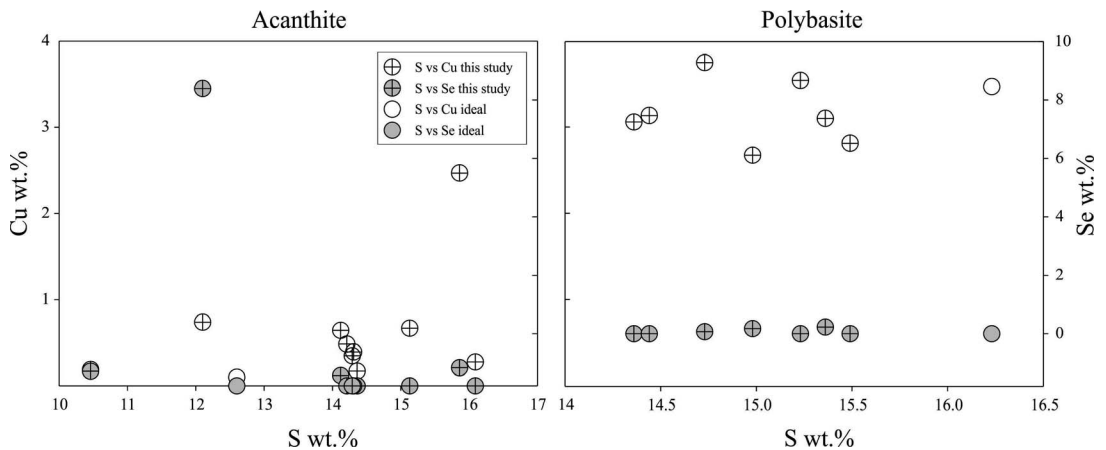 Acanthite
Polybasite
4
3
2
1
Cu wt.%
S vs Cu this study
S vs Se this study
S vs Cu ideal
S vs Se ideal
10
8
6
4
2
0
Se wt.%
10 12 13 14 15 16 17
14 14.5 15.0 15.5 16.0 16.5
S wt.%
S wt.%